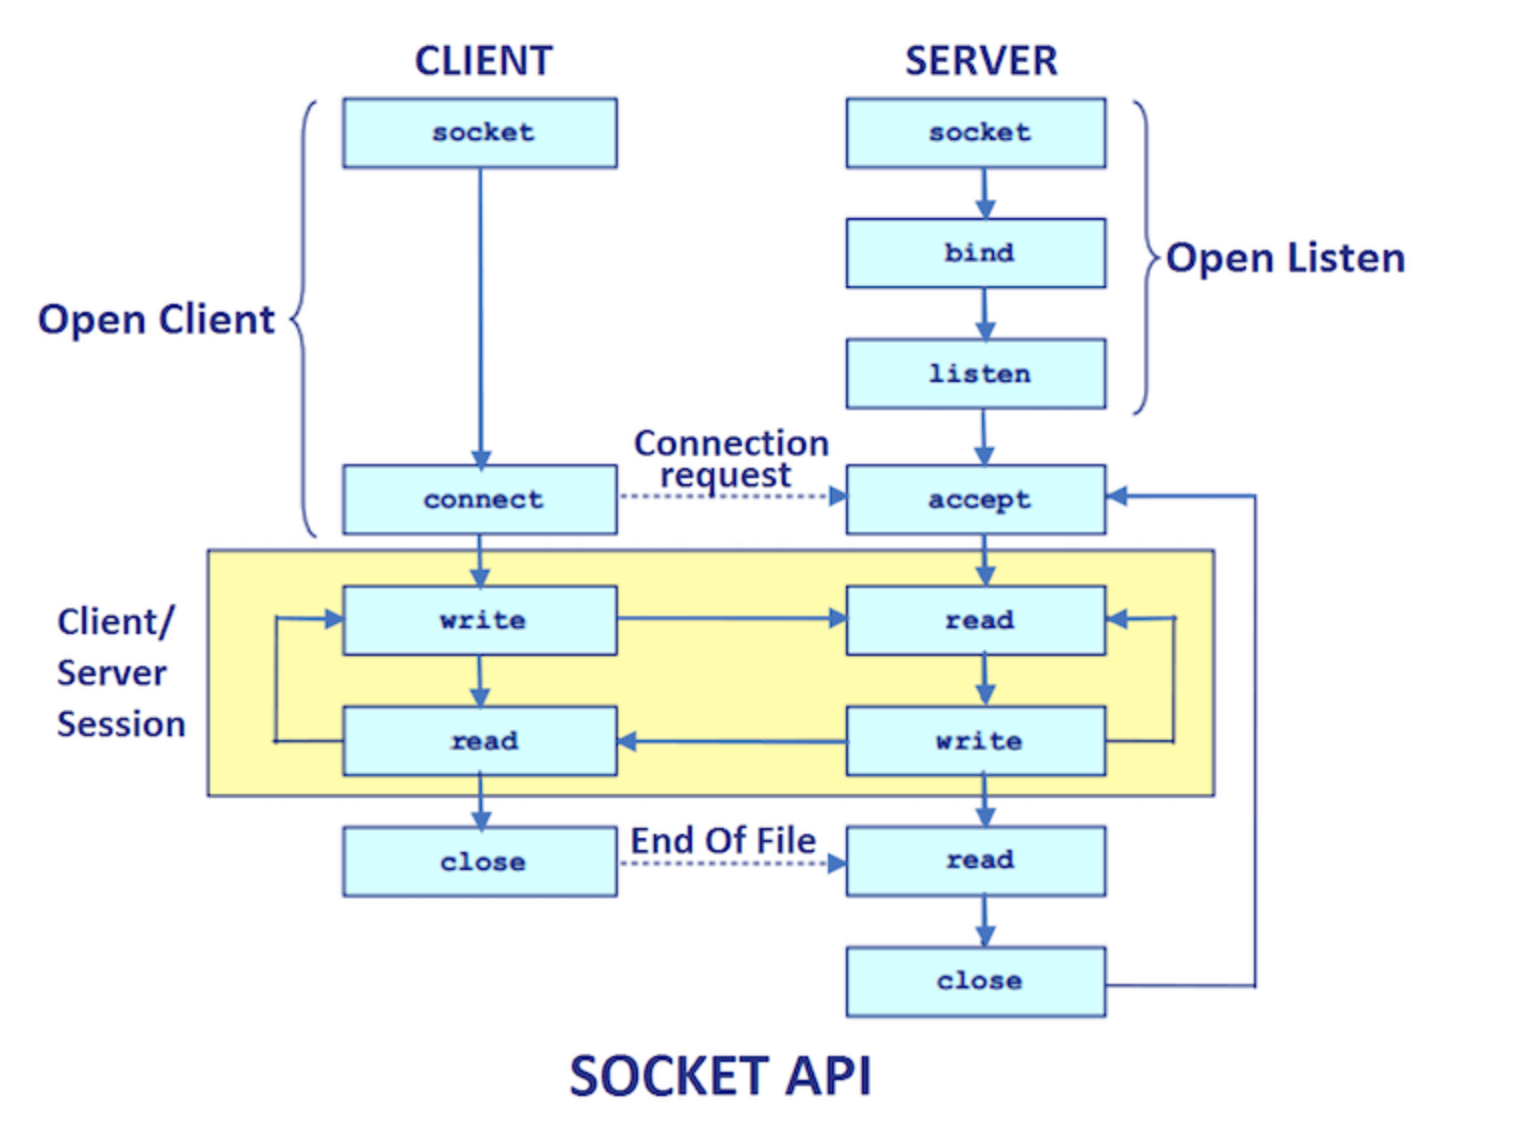 CLIENT
SERVER
socket
socket
bind
Open Listen
Open Client
listen
Connection
request
connect
accept
Client/
Server
Session
write
read
read
write
End Of File
close
read
close
SOCKET API